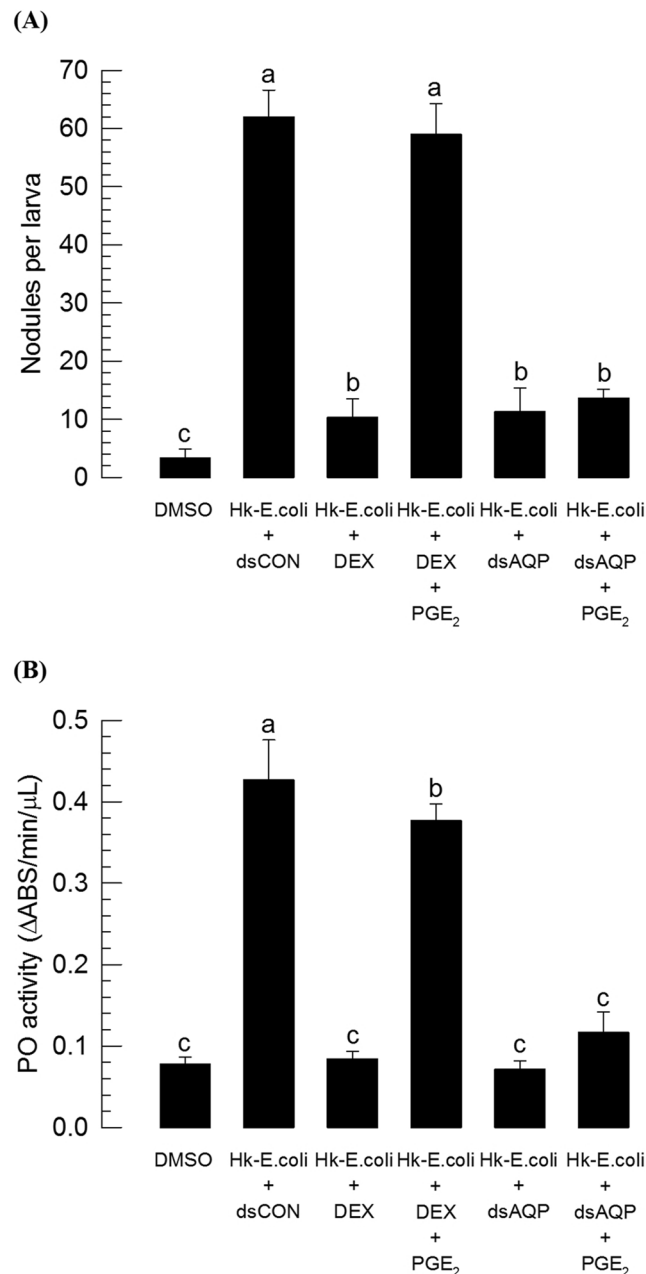 (A)
Nodules per larva
70
60
50
40
30
20
10
0
a
a
b
b
b
c
DMSO Hk-E.coli Hk-E.coli Hk-E.coli Hk-E.coli Hk-E.coli
+ + + + +
dsCON DEX DEX dsAQP dsAQP
+ +
PGE₂ PGE₂
(B)
PO activity (ΔABS/min/μL)
0.5
0.4
0.3
0.2
0.1
0.0
a
b
c
c
c
c
DMSO Hk-E.coli Hk-E.coli Hk-E.coli Hk-E.coli Hk-E.coli
+ + + + +
dsCON DEX DEX dsAQP dsAQP
+ +
PGE₂ PGE₂